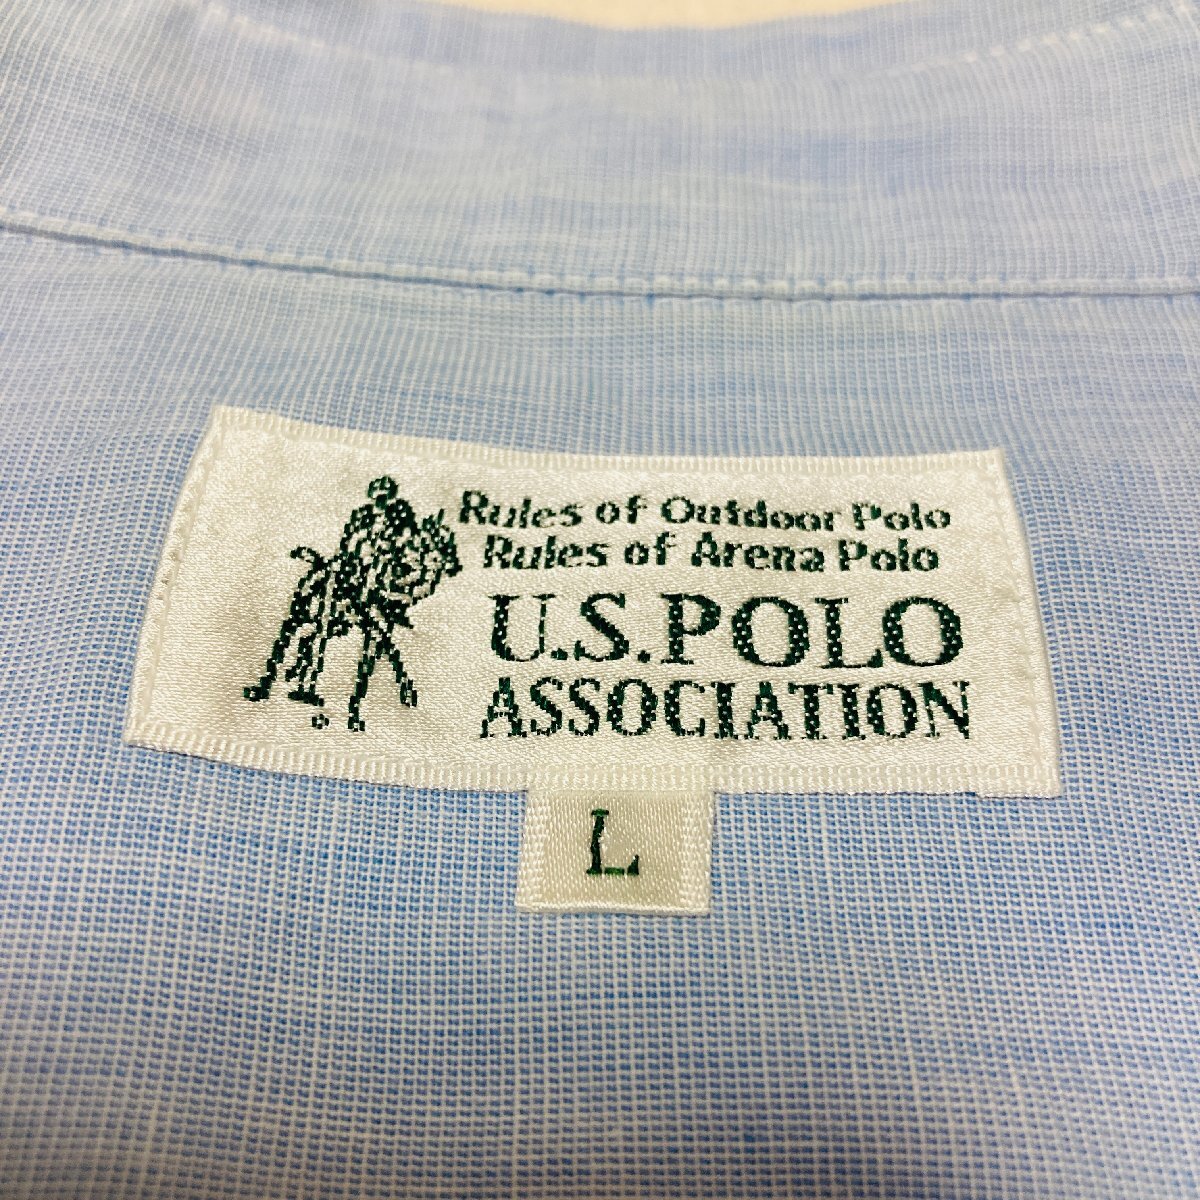 Rules of Outdoor Polo
Rules of Arena Polo
U.S.POLO
ASSOCIATION
L